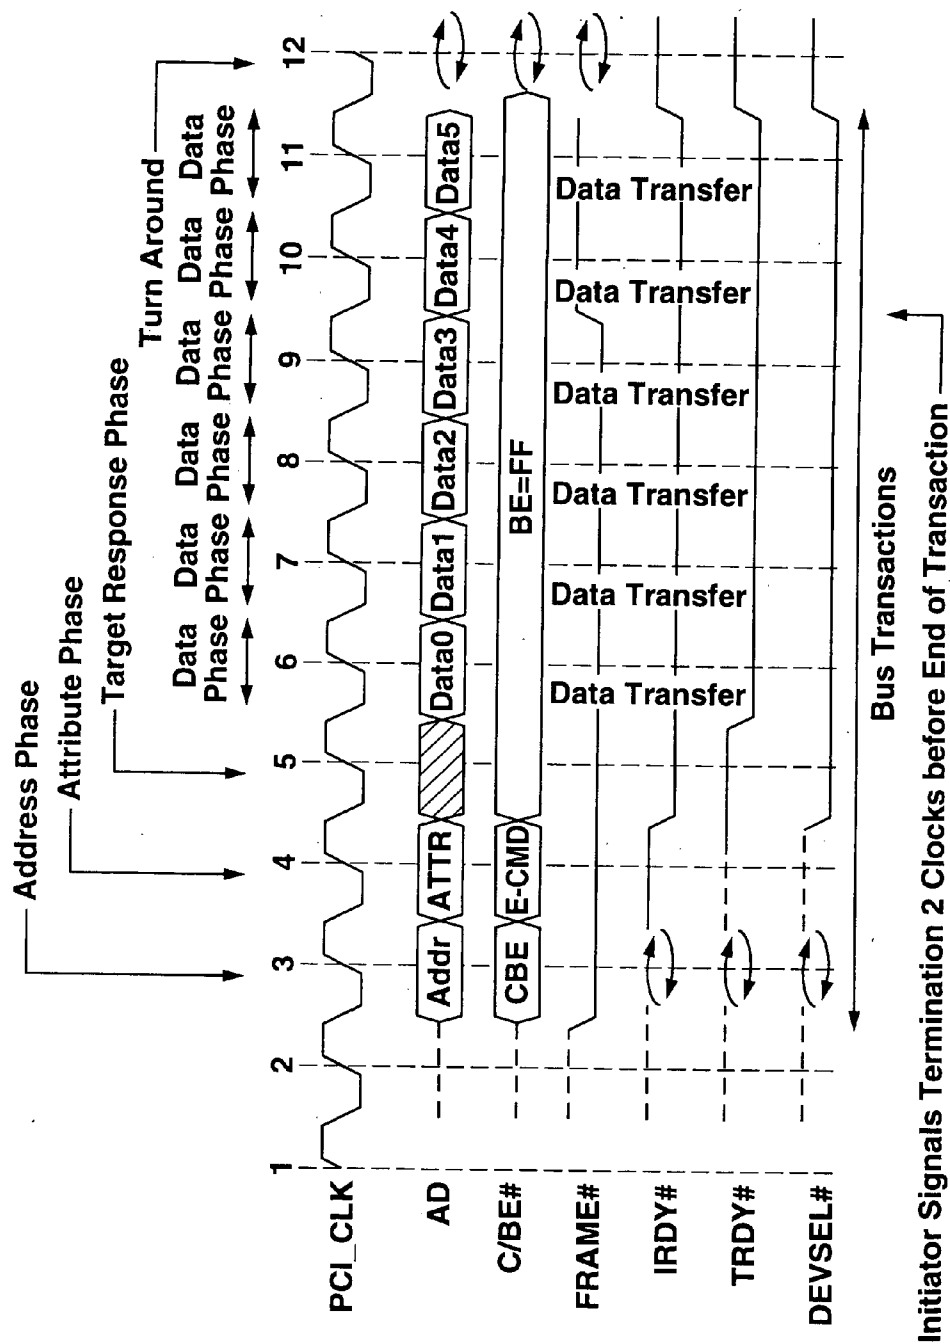 Address Phase
Attribute Phase
Target Response Phase
Turn Around
Data Data Data Data Data Data
Phase Phase Phase Phase Phase Phase
1 2 3 4 5 6 7 8 9 10 11 12
PCI_CLK
AD
Addr ATTR Data0 Data1 Data2 Data3 Data4 Data5
C/BE#
CBE E-CMD BE=FF
FRAME#
Data Transfer
Data Transfer
Data Transfer
Data Transfer
Data Transfer
Data Transfer
IRDY#
TRDY#
DEVSEL#
Bus Transactions
Initiator Signals Termination 2 Clocks before End of Transaction